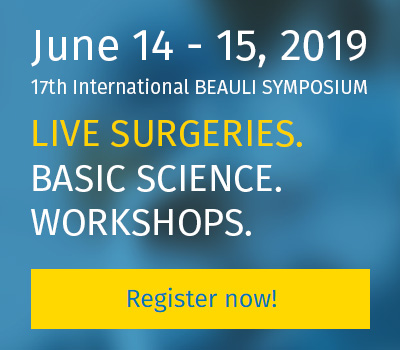 June 14 - 15, 2019
17th International BEAULI SYMPOSIUM
LIVE SURGERIES.
BASIC SCIENCE.
WORKSHOPS.
Register now!